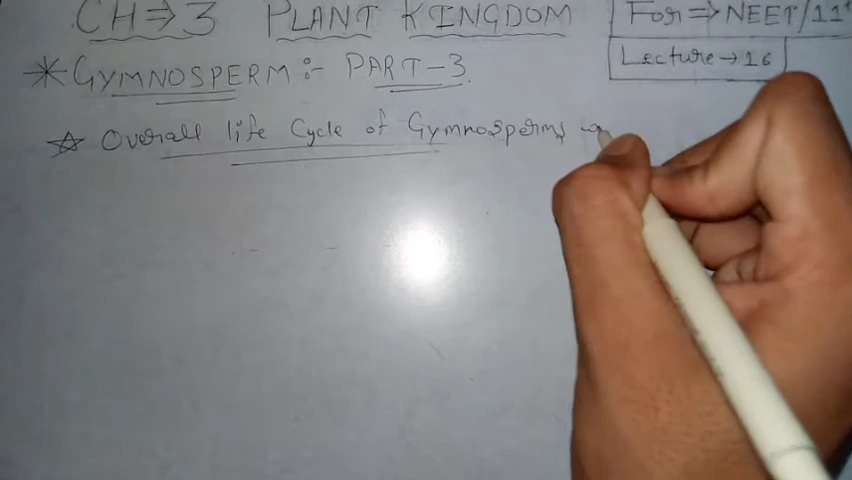 CH⇒3 PLANT KINGDOM
For⇒NEET/11
Lecture→16
*GYMNOSPERM:- PART-3
☆ Overall life Cycle of Gymnosperms